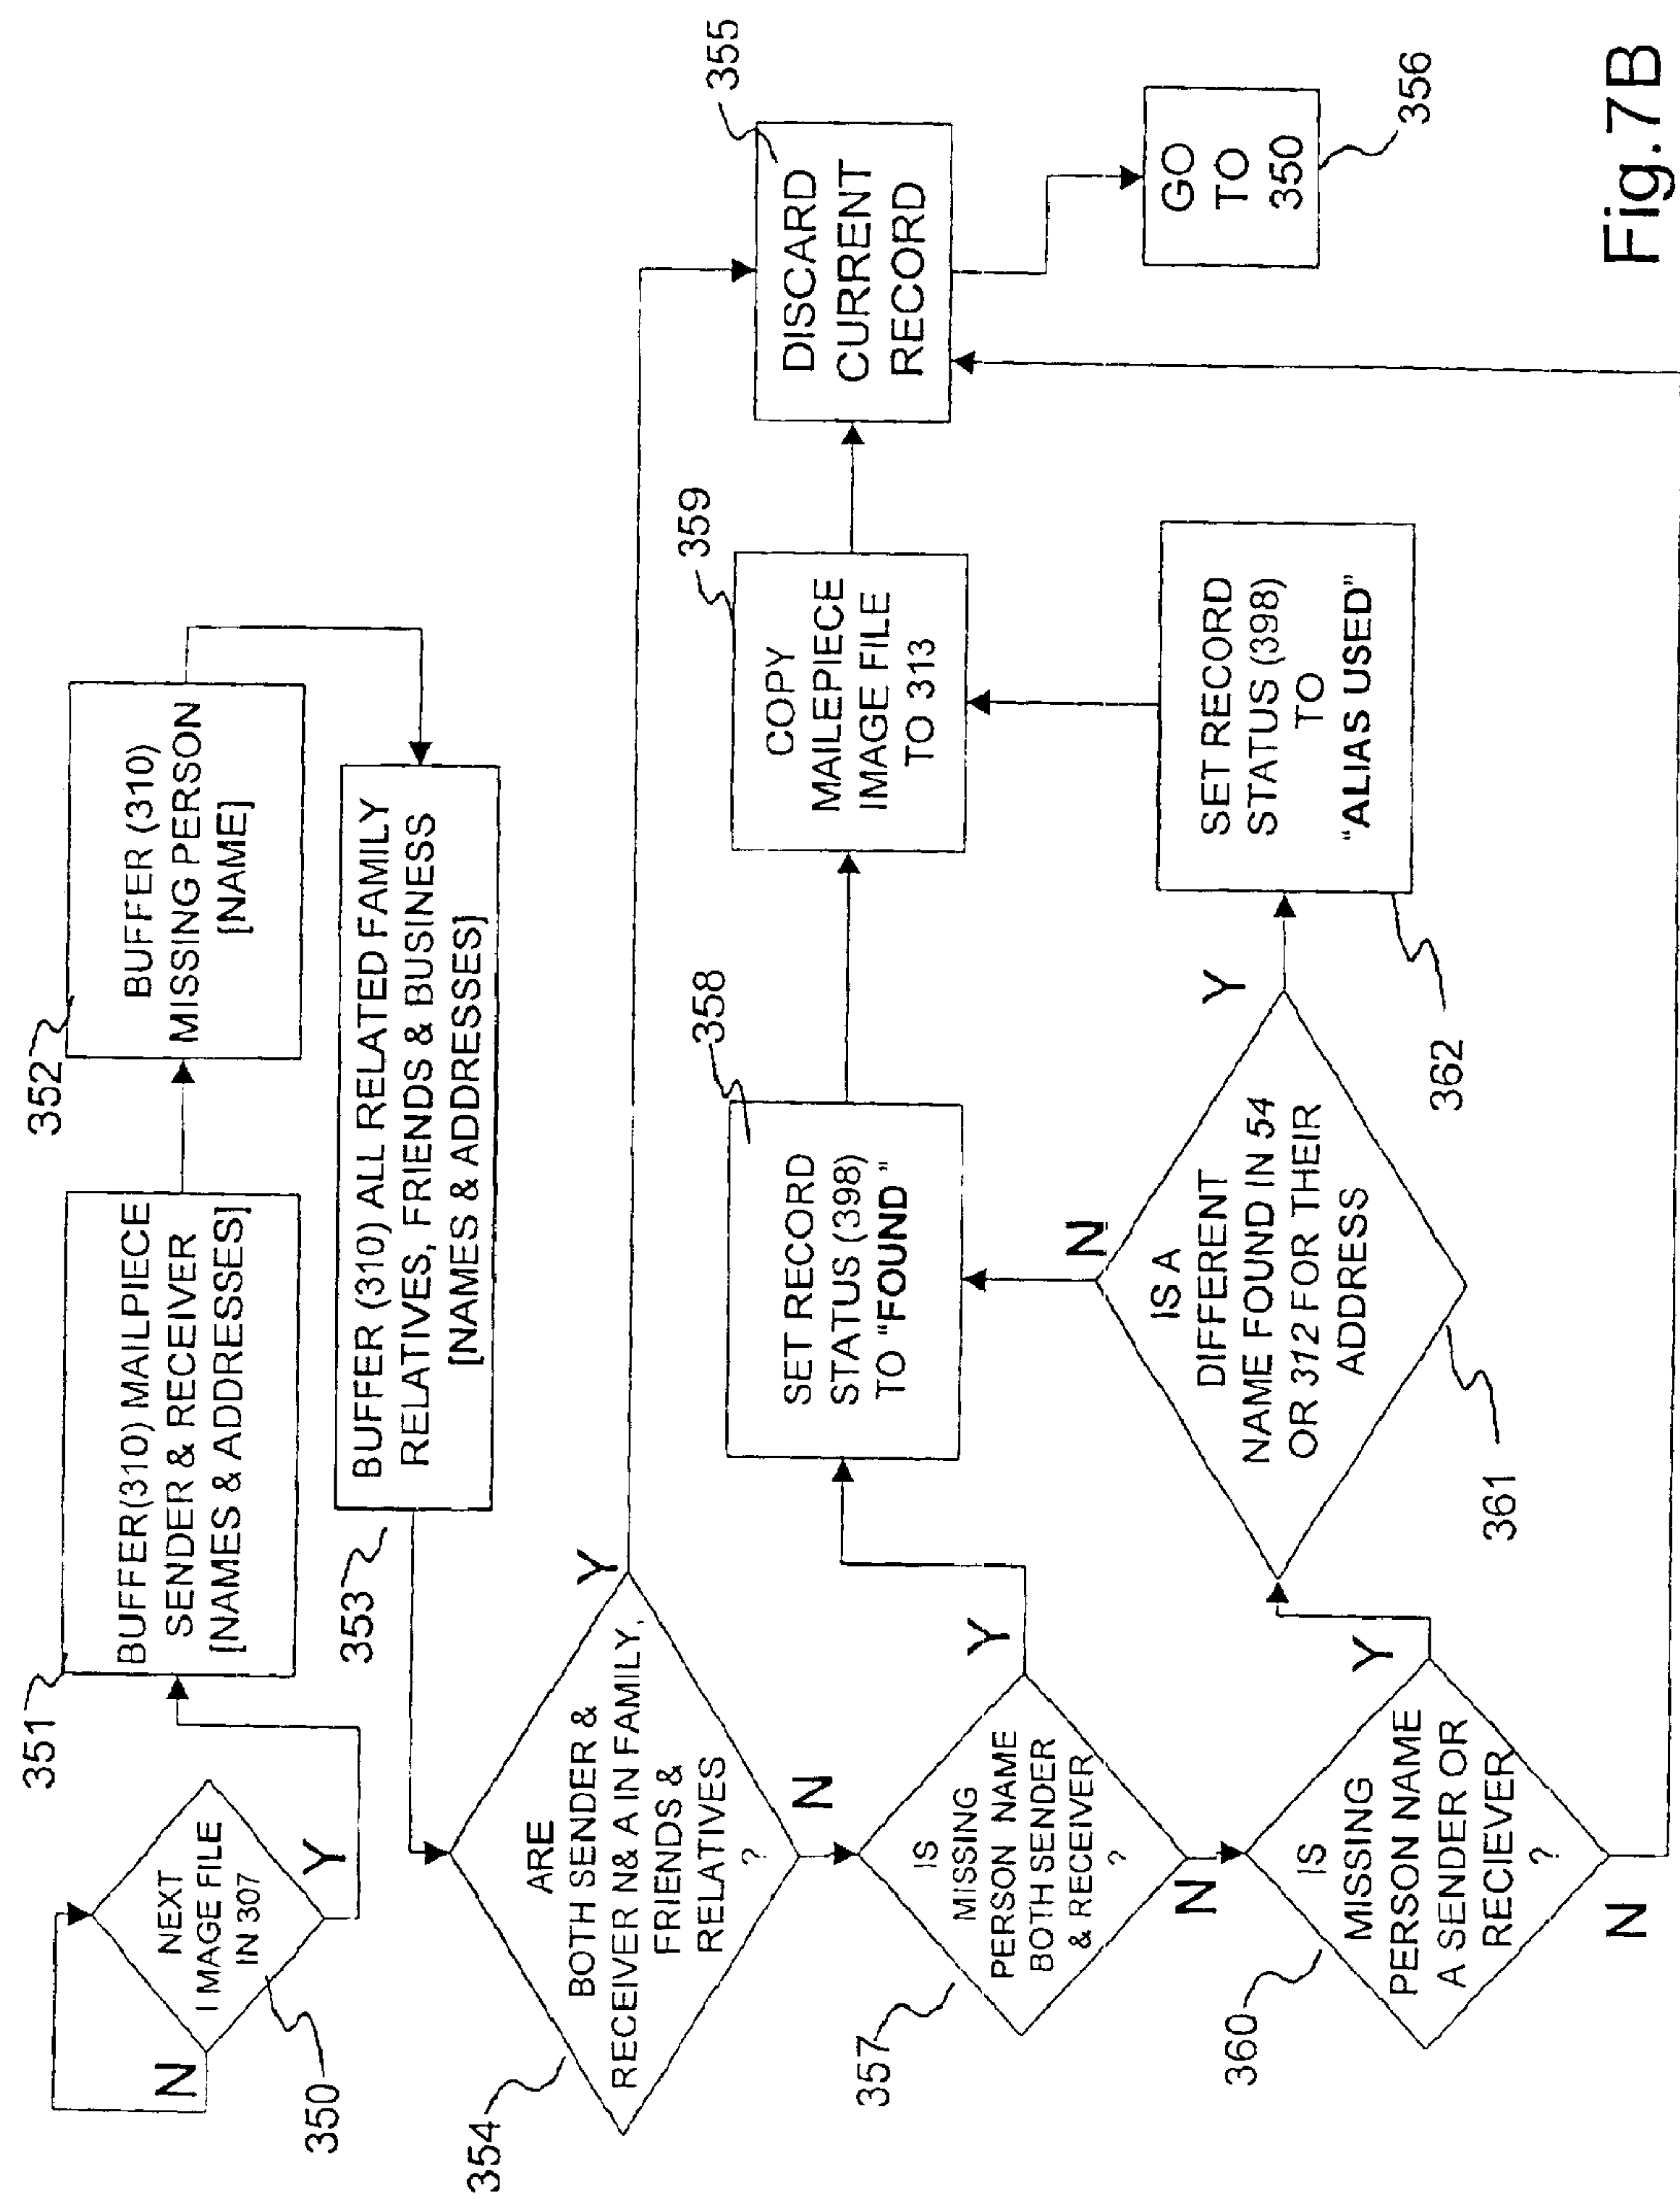 351
352
NEXT
I MAGE FILE
IN 307
N
Y
350
BUFFER(310) MAILPIECE
SENDER & RECEIVER
[NAMES & ADDRESSES]
BUFFER (310)
MISSING PERSON
[NAME]
353
BUFFER (310) ALL RELATED FAMILY
RELATIVES, FRIENDS & BUSINESS
[NAMES & ADDRESSES]
354
ARE
BOTH SENDER &
RECEIVER N& A IN FAMILY,
FRIENDS &
RELATIVES
?
Y
N
355
DISCARD
CURRENT
RECORD
GO
TO
350
356
357
IS
MISSING
PERSON NAME
BOTH SENDER
& RECEIVER
?
Y
N
358
SET RECORD
STATUS (398)
TO "FOUND "
359
COPY
MAILEPIECE
IMAGE FILE
TO 313
360
IS
MISSING
PERSON NAME
A SENDER OR
RECIEVER
?
Y
N
361
IS A
DIFFERENT
NAME FOUND IN 54
OR 312 FOR THEIR
ADDRESS
N
Y
362
SET RECORD
STATUS (398)
TO
"ALIAS USED"
Fig.7B